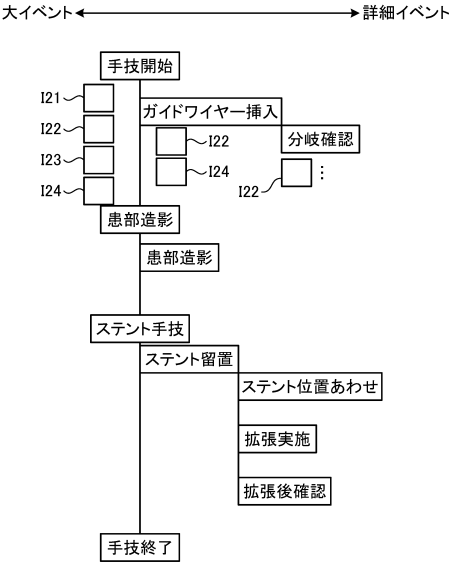 大イベント
詳細イベント
手技開始
I21
ガイドワイヤー挿入
I22
I22
分岐確認
I23
I24
I22
⋮
I24
患部造影
患部造影
ステント手技
ステント留置
ステント位置あわせ
拡張実施
拡張後確認
手技終了